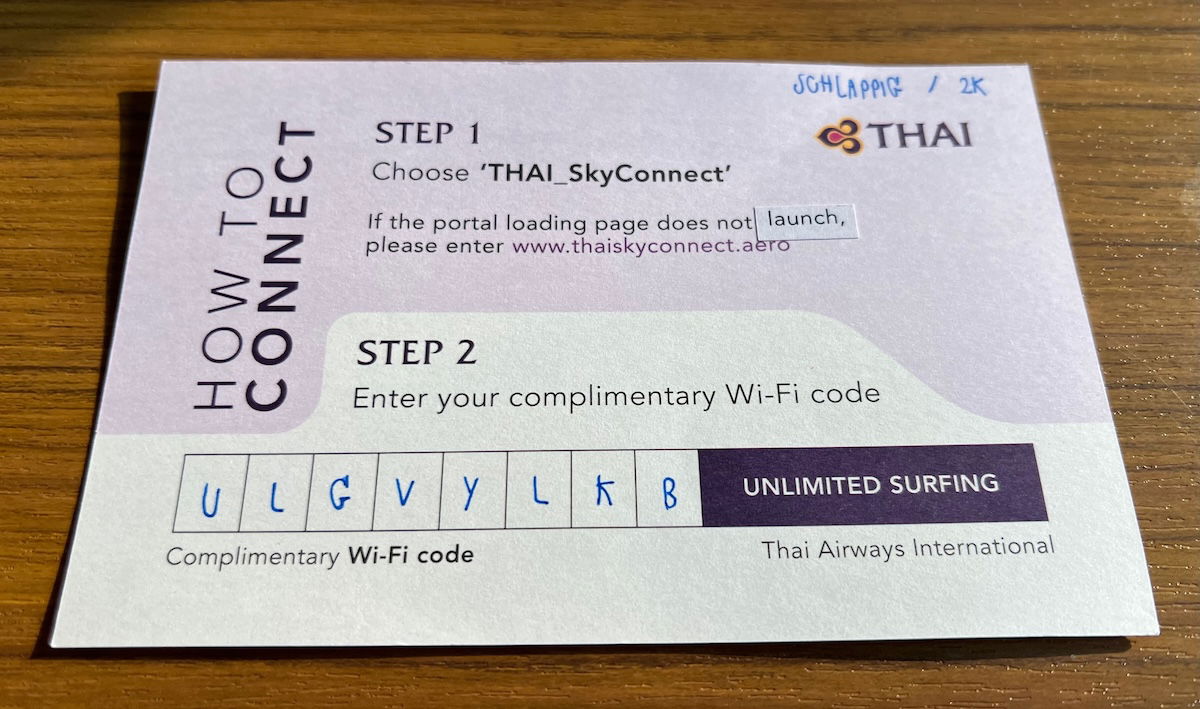 SCHLAPPIG / 2K
THAI
HOW TO
CONNECT
STEP 1
Choose 'THAI_SkyConnect'
If the portal loading page does not launch,
please enter www.thaiskyconnect.aero
STEP 2
Enter your complimentary Wi-Fi code
U L G V Y L K B UNLIMITED SURFING
Complimentary Wi-Fi code
Thai Airways International